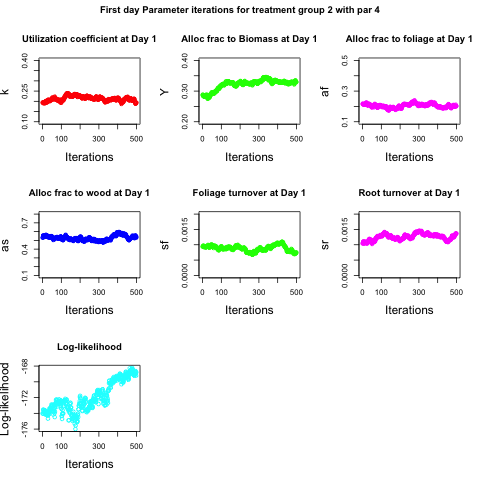 First day Parameter iterations for treatment group 2 with par 4
Utilization coefficient at Day 1
k
0.10 0.25 0.40
0 100 300 500
Iterations
Alloc frac to Biomass at Day 1
Y
0.20 0.30 0.40
0 100 300 500
Iterations
Alloc frac to foliage at Day 1
af
0.1 0.3 0.5
0 100 300 500
Iterations
Alloc frac to wood at Day 1
as
0.1 0.4 0.7
0 100 300 500
Iterations
Foliage turnover at Day 1
sf
0.0000 0.0015
0 100 300 500
Iterations
Root turnover at Day 1
sr
0.0000 0.0015
0 100 300 500
Iterations
Log-likelihood
Log-likelihood
-176 -172 -168
0 100 300 500
Iterations